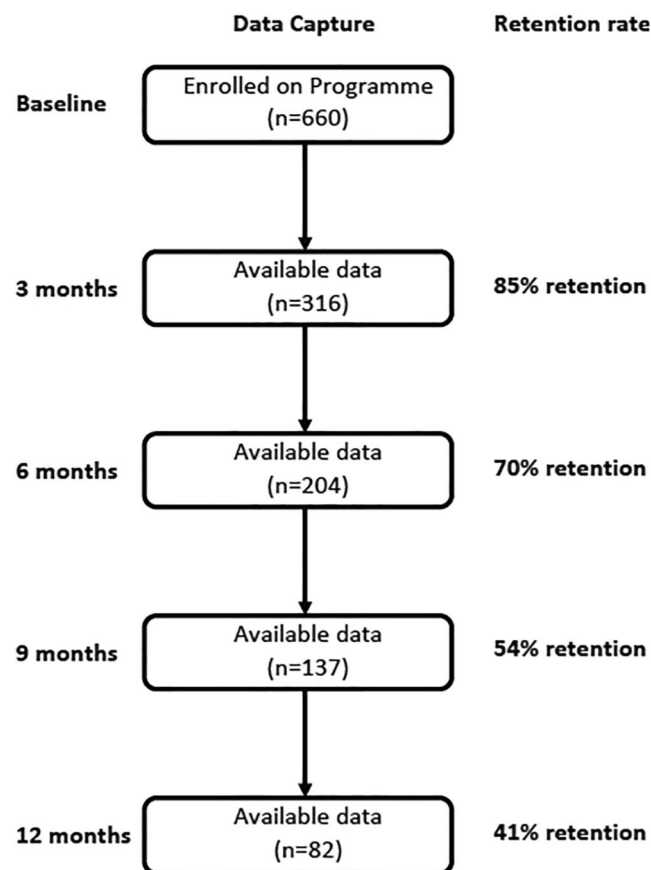 Data Capture Retention rate
Baseline
Enrolled on Programme
(n=660)
3 months
Available data
(n=316)
85% retention
6 months
Available data
(n=204)
70% retention
9 months
Available data
(n=137)
54% retention
12 months
Available data
(n=82)
41% retention